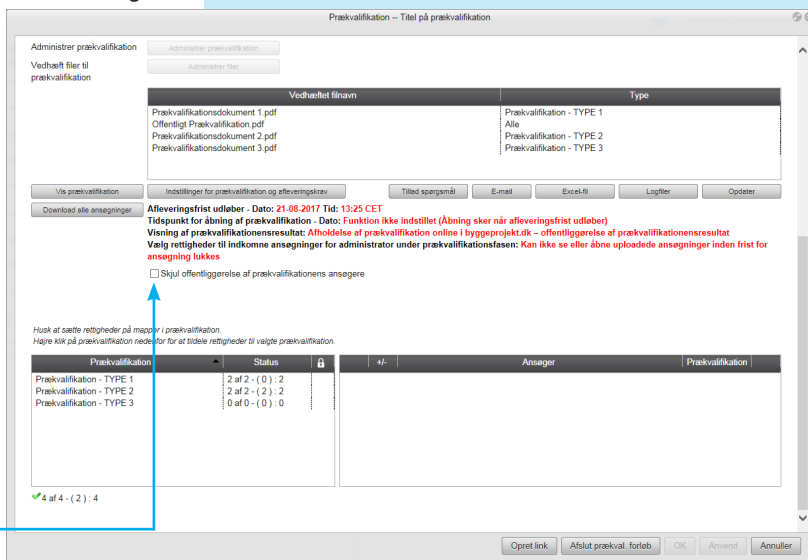 Prækvalifikation -- Titel på prækvalifikation
Administrer prækvalifikation
Administrer prækvalifikation
Vedhæft filer til
prækvalifikation
Administrer filer
Vedhæftet filnavn Type
Prækvalifikationsdokument 1.pdf Prækvalifikation - TYPE 1
Offentligt Prækvalifikation.pdf Alle
Prækvalifikationsdokument 2.pdf Prækvalifikation - TYPE 2
Prækvalifikationsdokument 3.pdf Prækvalifikation - TYPE 3
Vis prækvalifikation Indstillinger for prækvalifikation og afleveringskrav Tillad spørgsmål E-mail Excel-fil Logfiler Opdater
Download alle ansøgninger
Afleveringsfrist udløber - Dato: 21-08-2017 Tid: 13:25 CET
Tidspunkt for åbning af prækvalifikation - Dato: Funktion ikke indstillet (Åbning sker når afleveringsfrist udløber)
Visning af prækvalifikationensresultat: Afholdelse af prækvalifikation online i byggeprojekt.dk – offentliggørelse af prækvalifikationensresultat
Vælg rettigheder til indkomne ansøgninger for administrator under prækvalifikationsfasen: Kan ikke se eller åbne uploadede ansøgninger inden frist for
ansøgning lukkes
Skjul offentliggørelse af prækvalifikationens ansøgere
Husk at sætte rettigheder på mapper i prækvalifikation.
Højre klik på prækvalifikation nedenfor for at tildele rettigheder til valgte prækvalifikation.
Prækvalifikation Status +/- Ansøger Prækvalifikation
Prækvalifikation - TYPE 1 2 af 2 - ( 0 ) : 2
Prækvalifikation - TYPE 2 2 af 2 - ( 2 ) : 2
Prækvalifikation - TYPE 3 0 af 0 - ( 0 ) : 0
4 af 4 - ( 2 ) : 4
Opret link Afslut prækval. forløb OK Anvend Annuller